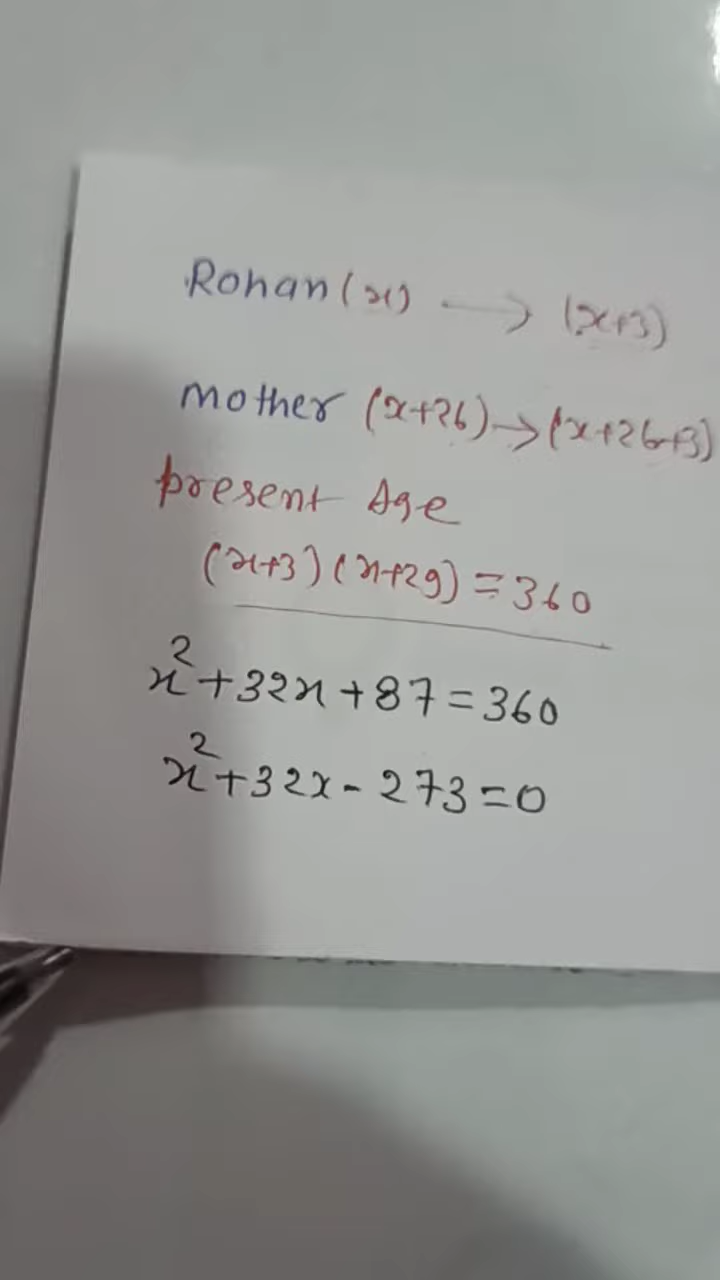 Rohan (x) → (x+3)
mother (x+26) → (x+26+3)
present Age
(x+3) (x+29) = 360
x² + 32x + 87 = 360
x² + 32x - 273 = 0